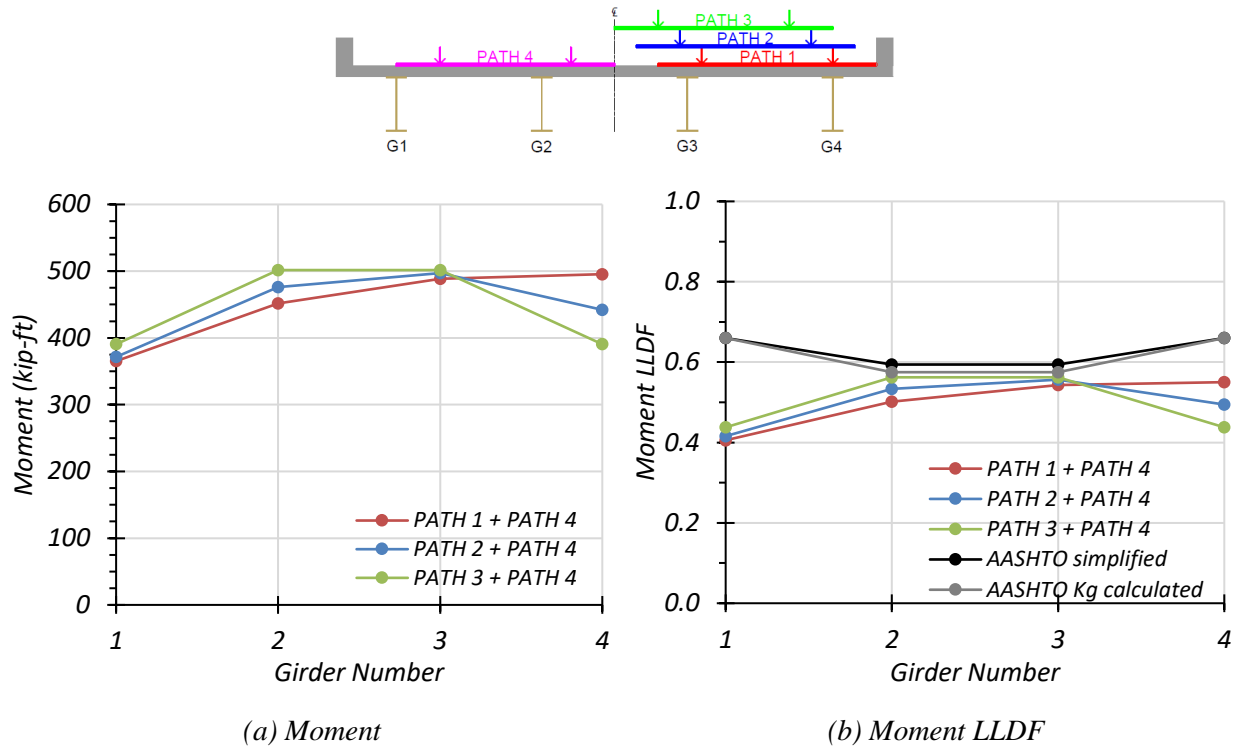 ℄
PATH 3
PATH 2
PATH 4
PATH 1
G1 G2 G3 G4
Moment (kip-ft)
600
500
400
300
200
100
0
1 2 3 4
Girder Number
PATH 1 + PATH 4
PATH 2 + PATH 4
PATH 3 + PATH 4
(a) Moment
Moment LLDF
1.0
0.8
0.6
0.4
0.2
0.0
1 2 3 4
Girder Number
PATH 1 + PATH 4
PATH 2 + PATH 4
PATH 3 + PATH 4
AASHTO simplified
AASHTO Kg calculated
(b) Moment LLDF